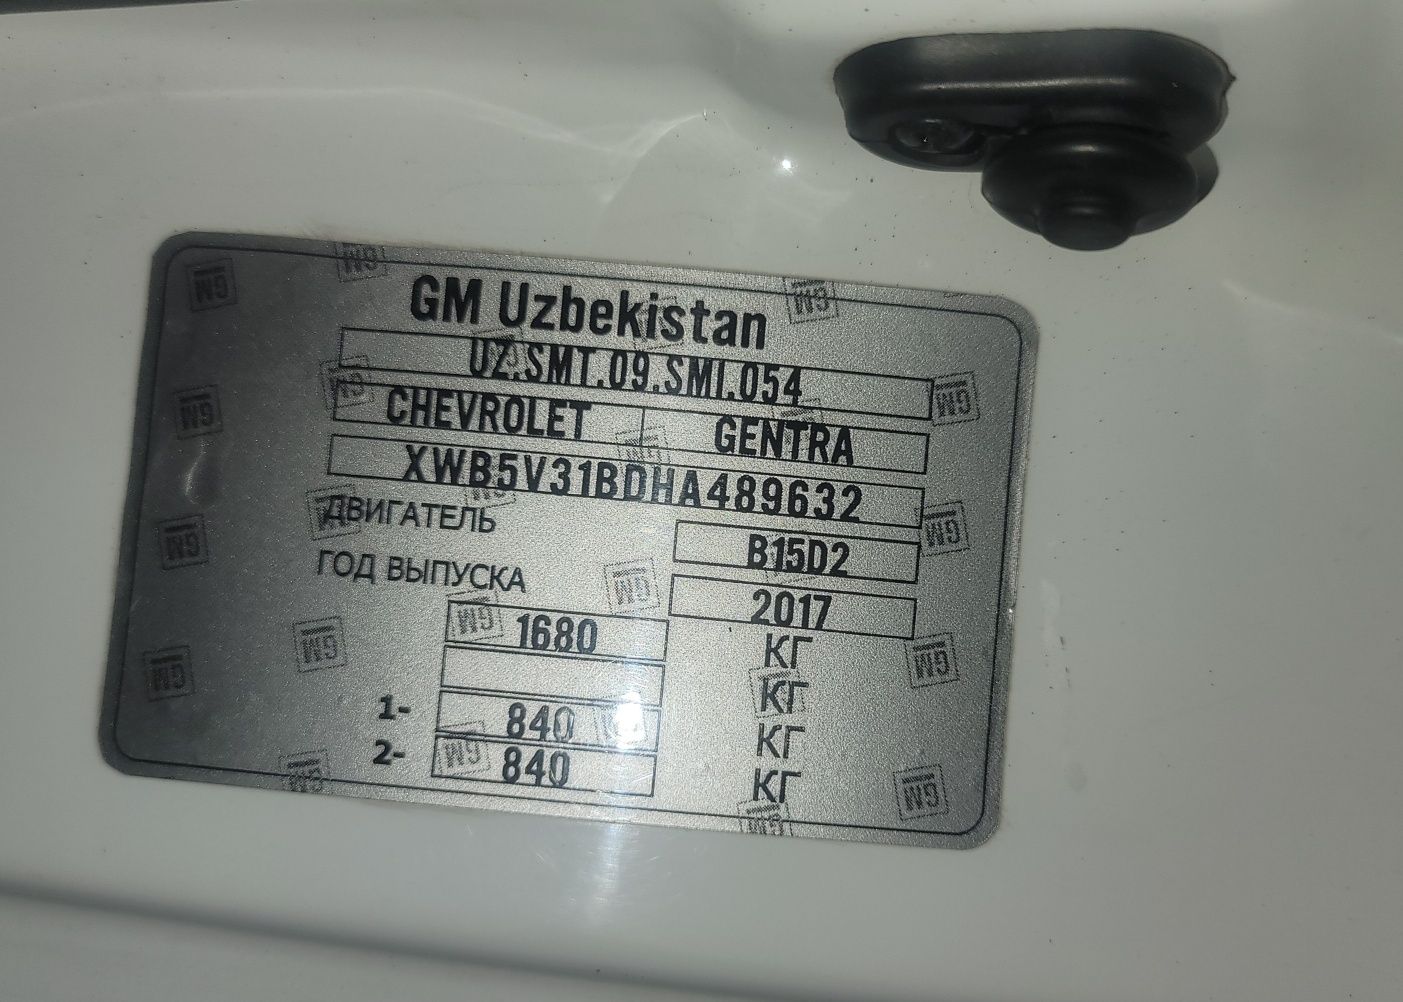 GM Uzbekistan
UZ.SMT.09.SMI.054
CHEVROLET GENTRA
XWB5V31BDHA489632
ДВИГАТЕЛЬ B15D2
ГОД ВЫПУСКА 2017
1680 КГ
КГ
1- 840 КГ
2- 840 КГ